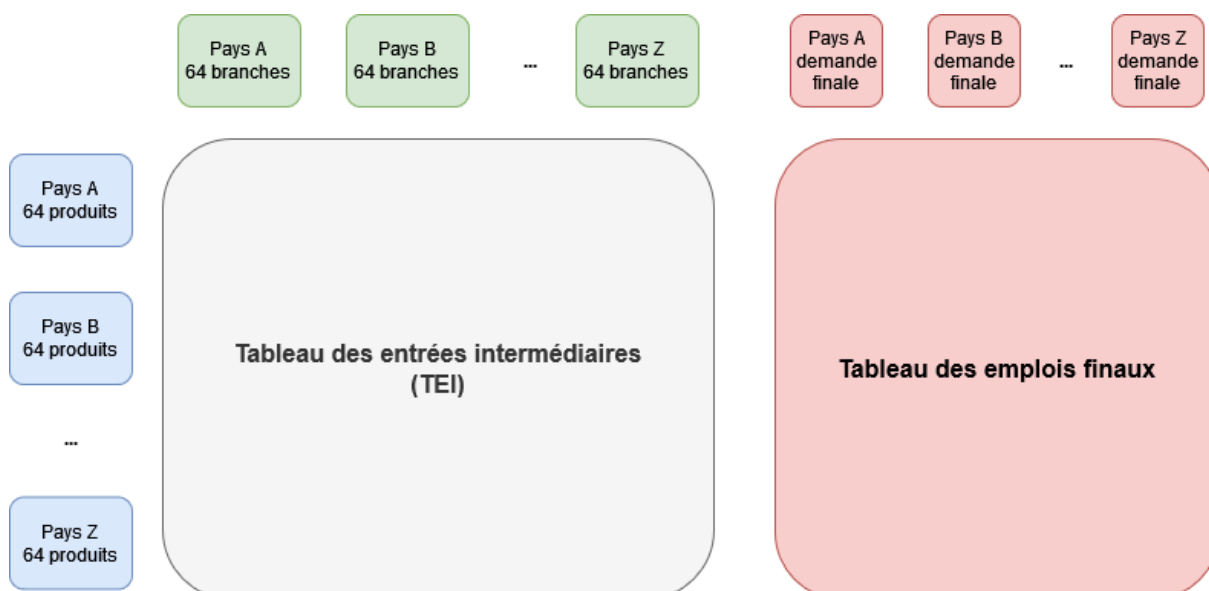 Pays A
64 branches
Pays B
64 branches
...
Pays Z
64 branches
Pays A
demande
finale
Pays B
demande
finale
...
Pays Z
demande
finale
Pays A
64 produits
Pays B
64 produits
...
Pays Z
64 produits
Tableau des entrées intermédiaires
(TEI)
Tableau des emplois finaux